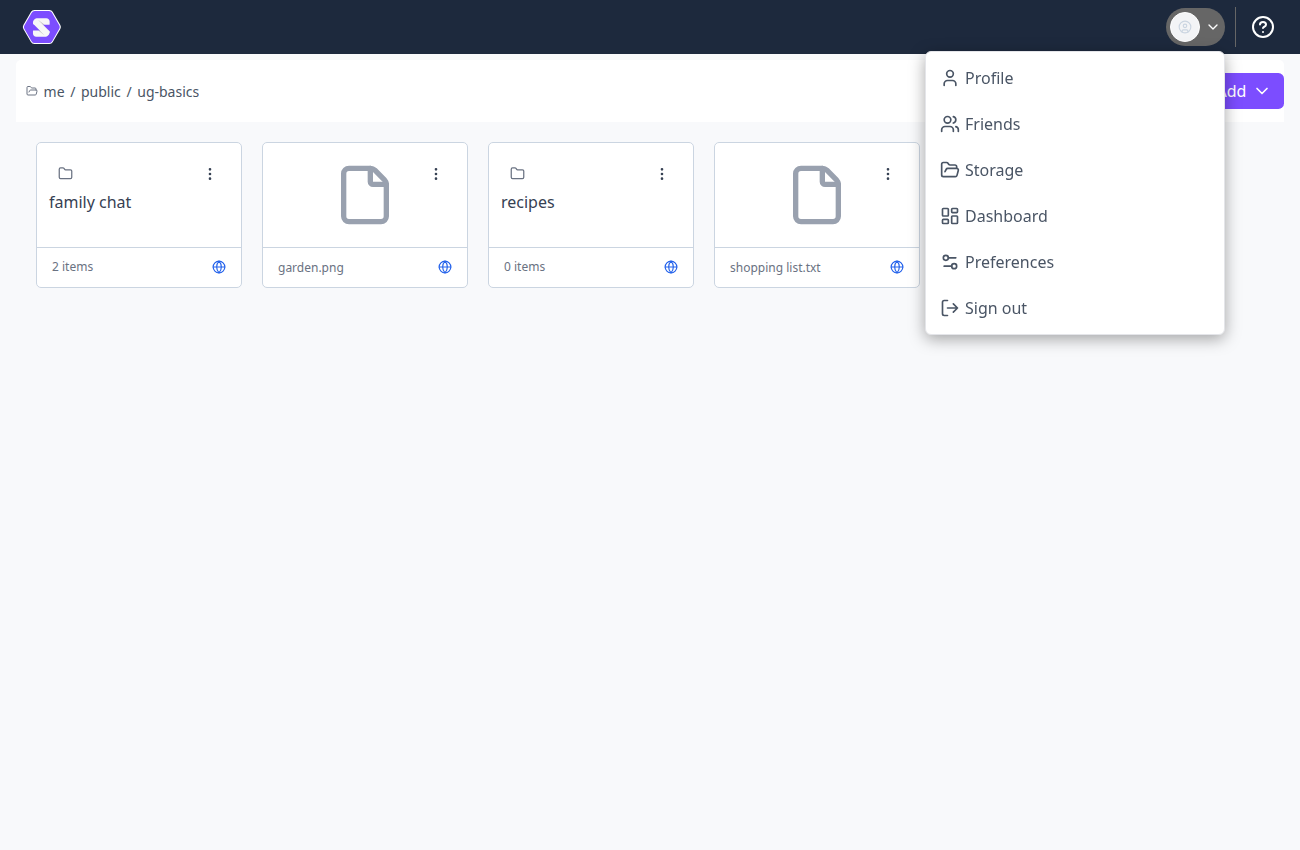 me / public / ug-basics
Add
Profile
Friends
Storage
Dashboard
Preferences
Sign out
family chat
2 items
garden.png
recipes
0 items
shopping list.txt